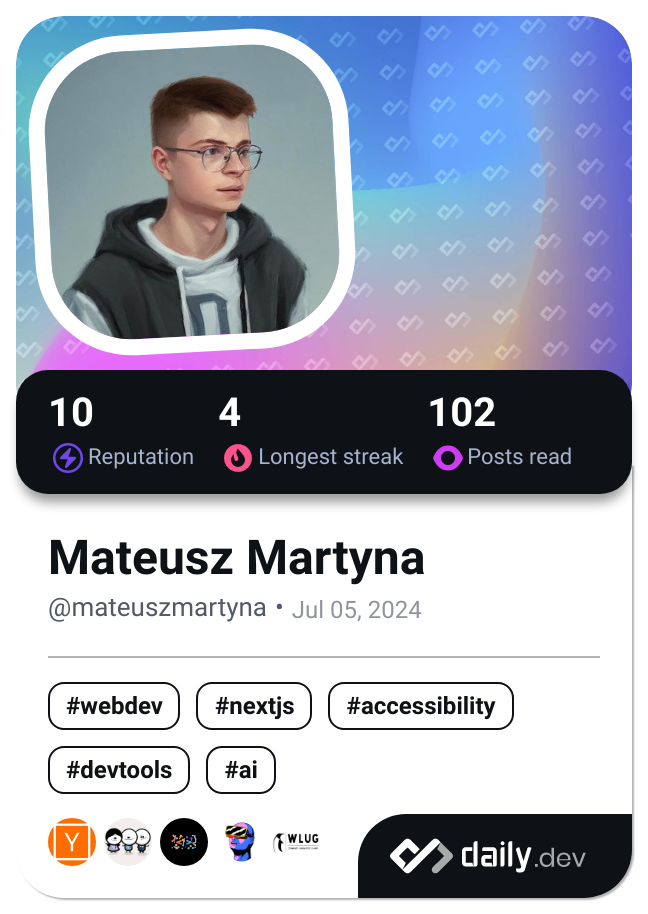 10 4 102
Reputation Longest streak Posts read
Mateusz Martyna
@mateuszmartyna • Jul 05, 2024
#webdev #nextjs #accessibility
#devtools #ai
Y WLUG
daily.dev